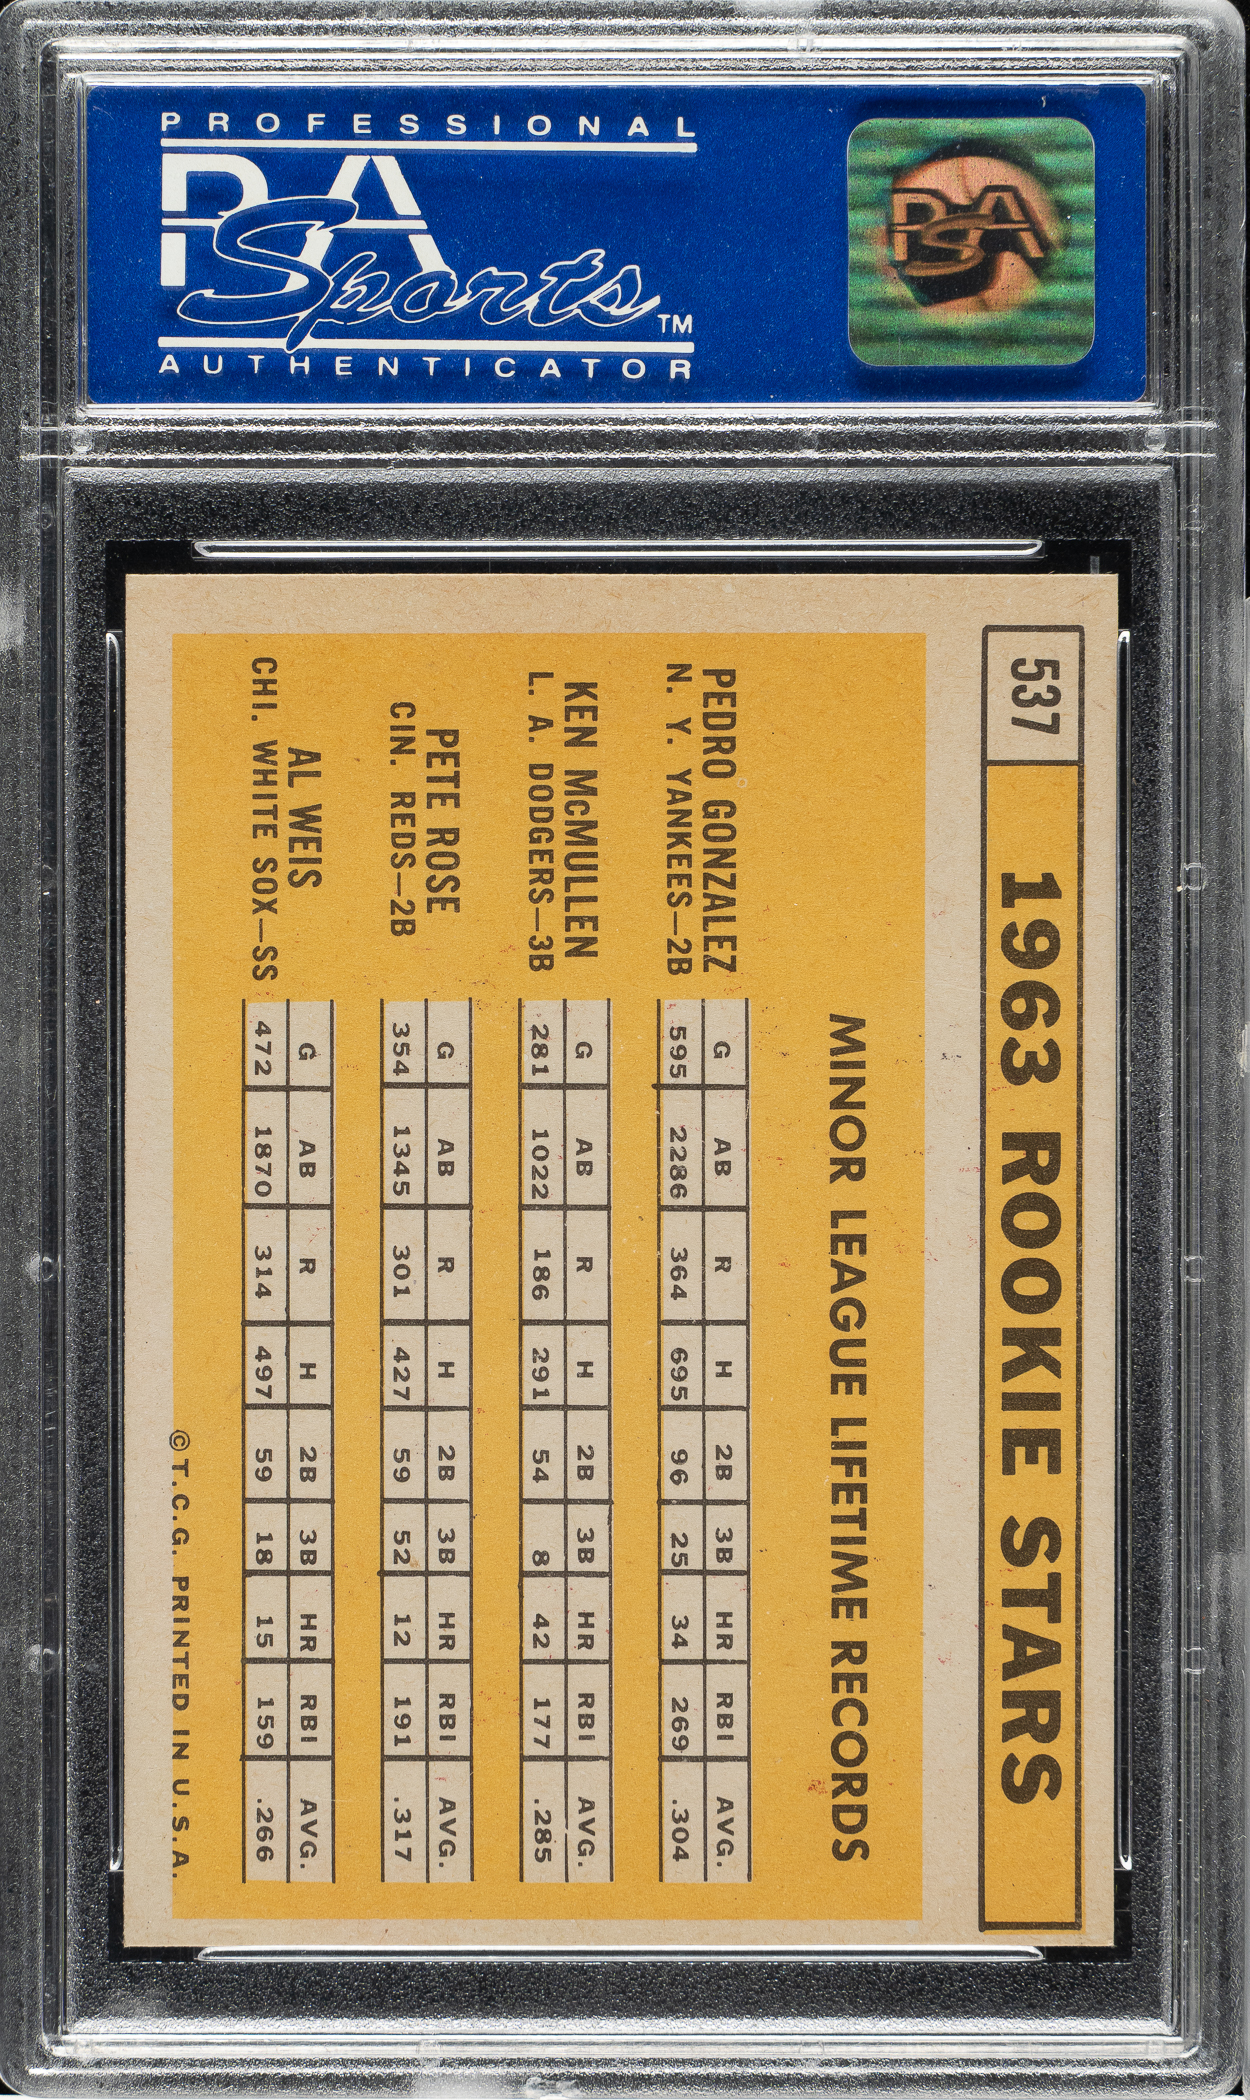 PROFESSIONAL
PSA
Sports™
AUTHENTICATOR
PSA
537
1963 ROOKIE STARS
MINOR LEAGUE LIFETIME RECORDS
PEDRO GONZALEZ
N. Y. YANKEES—2B
G AB R H 2B 3B HR RBI AVG.
595 2286 364 695 96 25 34 269 .304
KEN McMULLEN
L. A. DODGERS—3B
G AB R H 2B 3B HR RBI AVG.
281 1022 186 291 54 8 42 177 .285
PETE ROSE
CIN. REDS—2B
G AB R H 2B 3B HR RBI AVG.
354 1345 301 427 59 52 12 191 .317
AL WEIS
CHI. WHITE SOX—SS
G AB R H 2B 3B HR RBI AVG.
472 1870 314 497 59 18 15 159 .266
© T.C.G. PRINTED IN U.S.A.